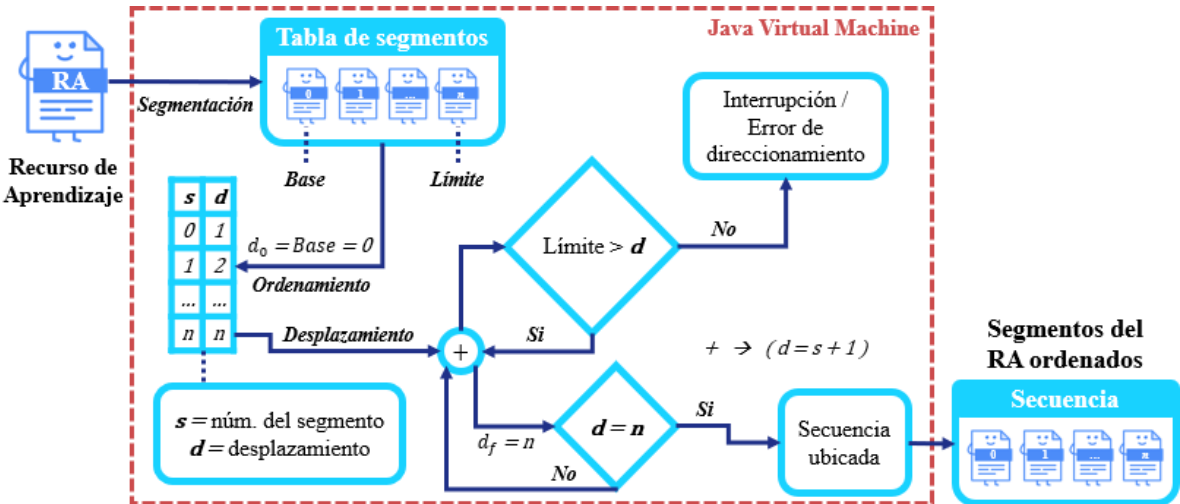 Java Virtual Machine
Tabla de segmentos
0 1 ... n
RA
Segmentación
Recurso de
Aprendizaje
Base
Límite
Interrupción /
Error de
direccionamiento
s d
0 1
1 2
... ...
n n
d₀ = Base = 0
Ordenamiento
Límite > d
No
Desplazamiento
Si
+
+ → (d = s + 1)
s = núm. del segmento
d = desplazamiento
d_f = n
d = n
Si
No
Secuencia
ubicada
Segmentos del
RA ordenados
Secuencia
0 1 ... n